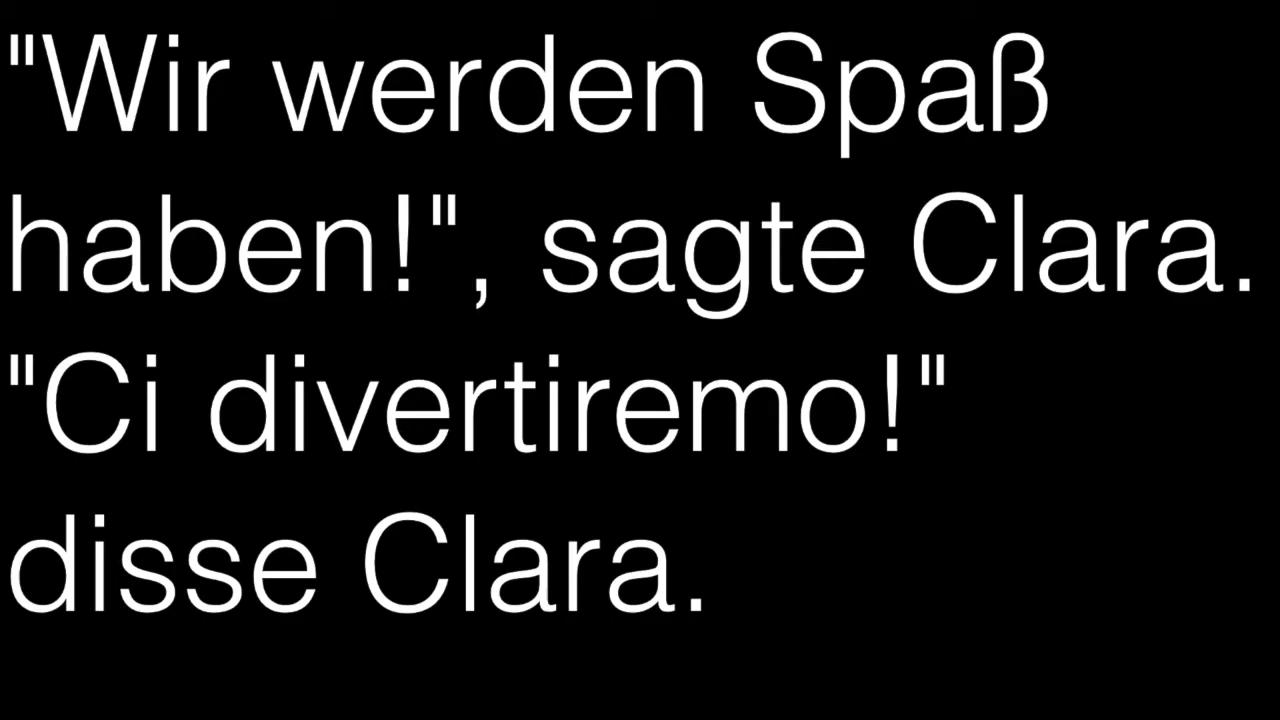 "Wir werden Spaß
haben!", sagte Clara.
"Ci divertiremo!"
disse Clara.